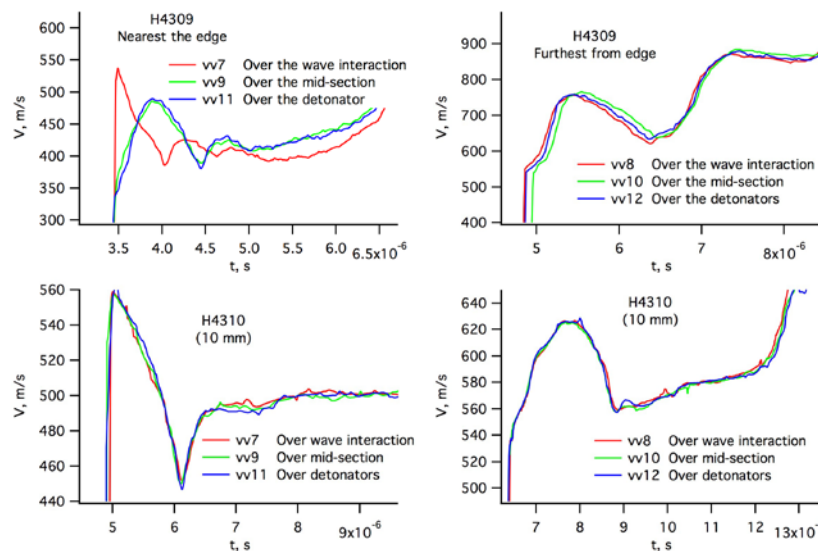 H4309
Nearest the edge
vv7 Over the wave interaction
vv9 Over the mid-section
vv11 Over the detonator
V, m/s
600
550
500
450
400
350
300
3.5 4.0 4.5 5.0 5.5 6.0 6.5x10⁻⁶
t, s
H4309
Furthest from edge
vv8 Over the wave interaction
vv10 Over the mid-section
vv12 Over the detonators
V, m/s
900
800
700
600
500
400
5 6 7 8x10⁻⁶
t, s
H4310
(10 mm)
vv7 Over wave interaction
vv9 Over mid-section
vv11 Over detonators
V, m/s
560
540
520
500
480
460
440
5 6 7 8 9x10⁻⁶
t, s
H4310
(10 mm)
vv8 Over wave interaction
vv10 Over mid-section
vv12 Over detonators
V, m/s
640
620
600
580
560
540
520
500
7 8 9 10 11 12 13x10⁻
t, s